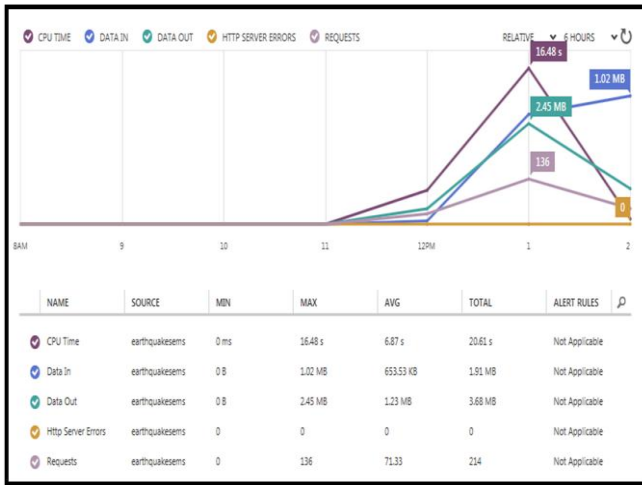 CPU TIME DATA IN DATA OUT HTTP SERVER ERRORS REQUESTS RELATIVE 6 HOURS
16.48 s
1.02 MB
2.45 MB
136
0
8AM 9 10 11 12PM 1 2
NAME SOURCE MIN MAX AVG TOTAL ALERT RULES
CPU Time earthquakesems 0 ms 16.48 s 6.87 s 20.61 s Not Applicable
Data In earthquakesems 0 B 1.02 MB 653.53 KB 1.91 MB Not Applicable
Data Out earthquakesems 0 B 2.45 MB 1.23 MB 3.68 MB Not Applicable
Http Server Errors earthquakesems 0 0 0 0 Not Applicable
Requests earthquakesems 0 136 71.33 214 Not Applicable